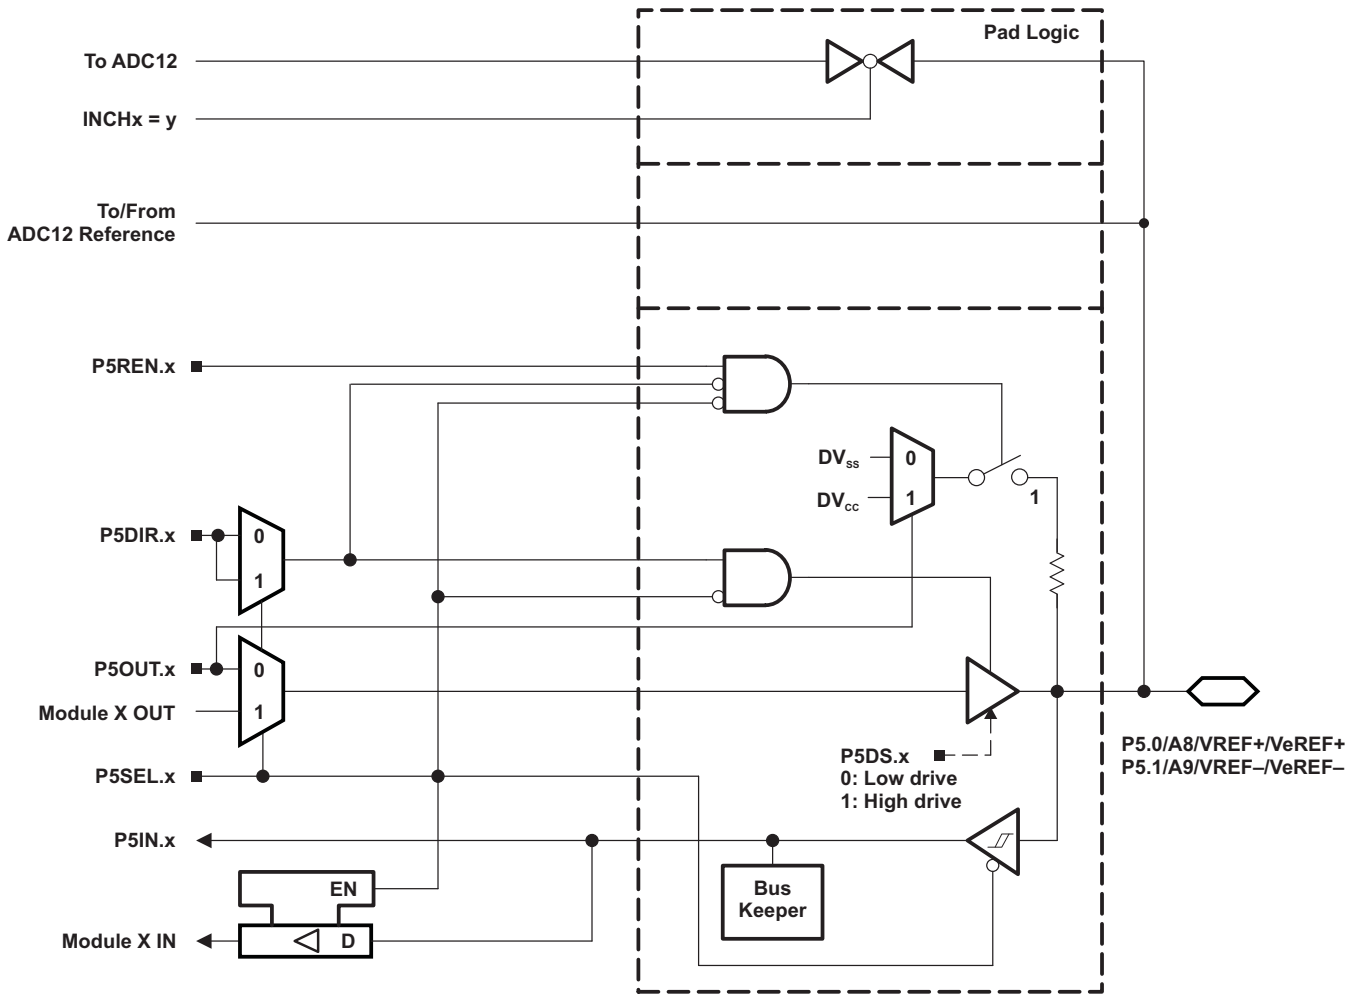 Pad Logic
To ADC12
INCHx = y
To/From
ADC12 Reference
P5REN.x
DVSS
0
DVCC
1
1
P5DIR.x
0
1
P5OUT.x
0
Module X OUT
1
P5SEL.x
P5DS.x
0: Low drive
1: High drive
P5.0/A8/VREF+/VeREF+
P5.1/A9/VREF–/VeREF–
P5IN.x
Bus
Keeper
EN
Module X IN
D